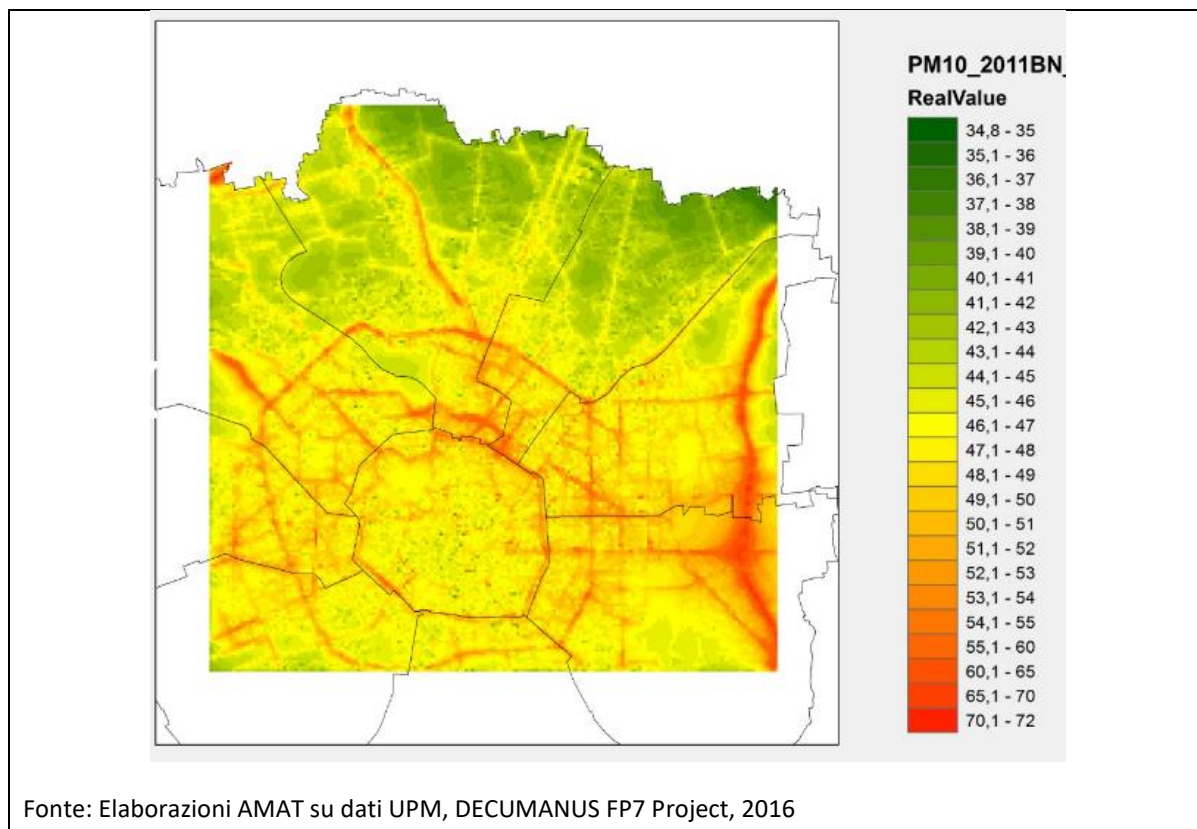 PM10_2011BN_
RealValue
34,8 - 35
35,1 - 36
36,1 - 37
37,1 - 38
38,1 - 39
39,1 - 40
40,1 - 41
41,1 - 42
42,1 - 43
43,1 - 44
44,1 - 45
45,1 - 46
46,1 - 47
47,1 - 48
48,1 - 49
49,1 - 50
50,1 - 51
51,1 - 52
52,1 - 53
53,1 - 54
54,1 - 55
55,1 - 60
60,1 - 65
65,1 - 70
70,1 - 72
Fonte: Elaborazioni AMAT su dati UPM, DECUMANUS FP7 Project, 2016